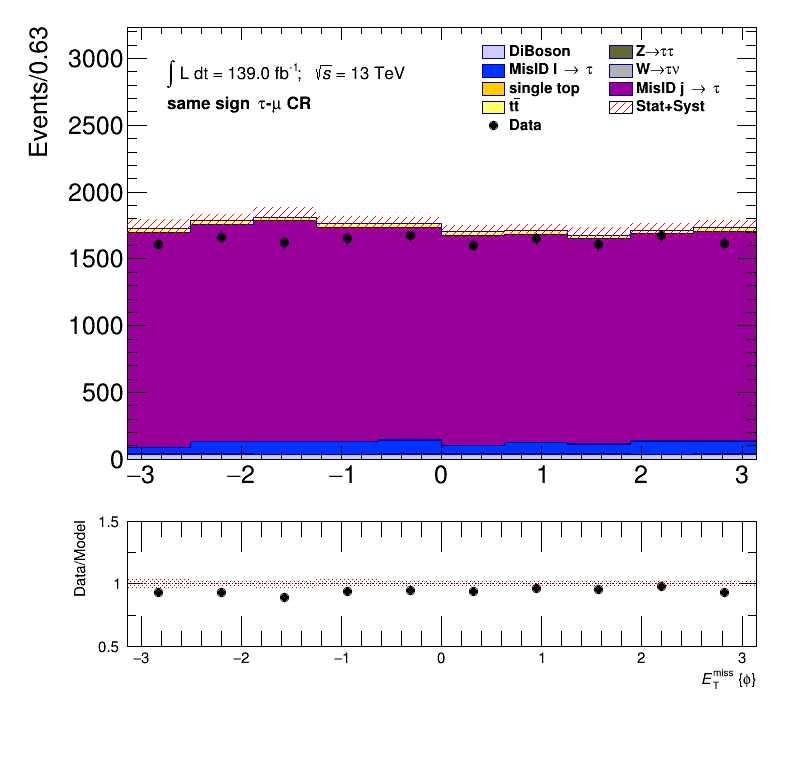 Events/0.63
3000
2500
2000
1500
1000
500
0
∫ L dt = 139.0 fb⁻¹; √s = 13 TeV
same sign τ-μ CR
DiBoson
Z→ττ
MisID l → τ
W→τν
single top
MisID j → τ
tt̄
Stat+Syst
Data
−3 −2 −1 0 1 2 3
Data/Model
1.5
1
0.5
−3 −2 −1 0 1 2 3
E_T^miss {ϕ}